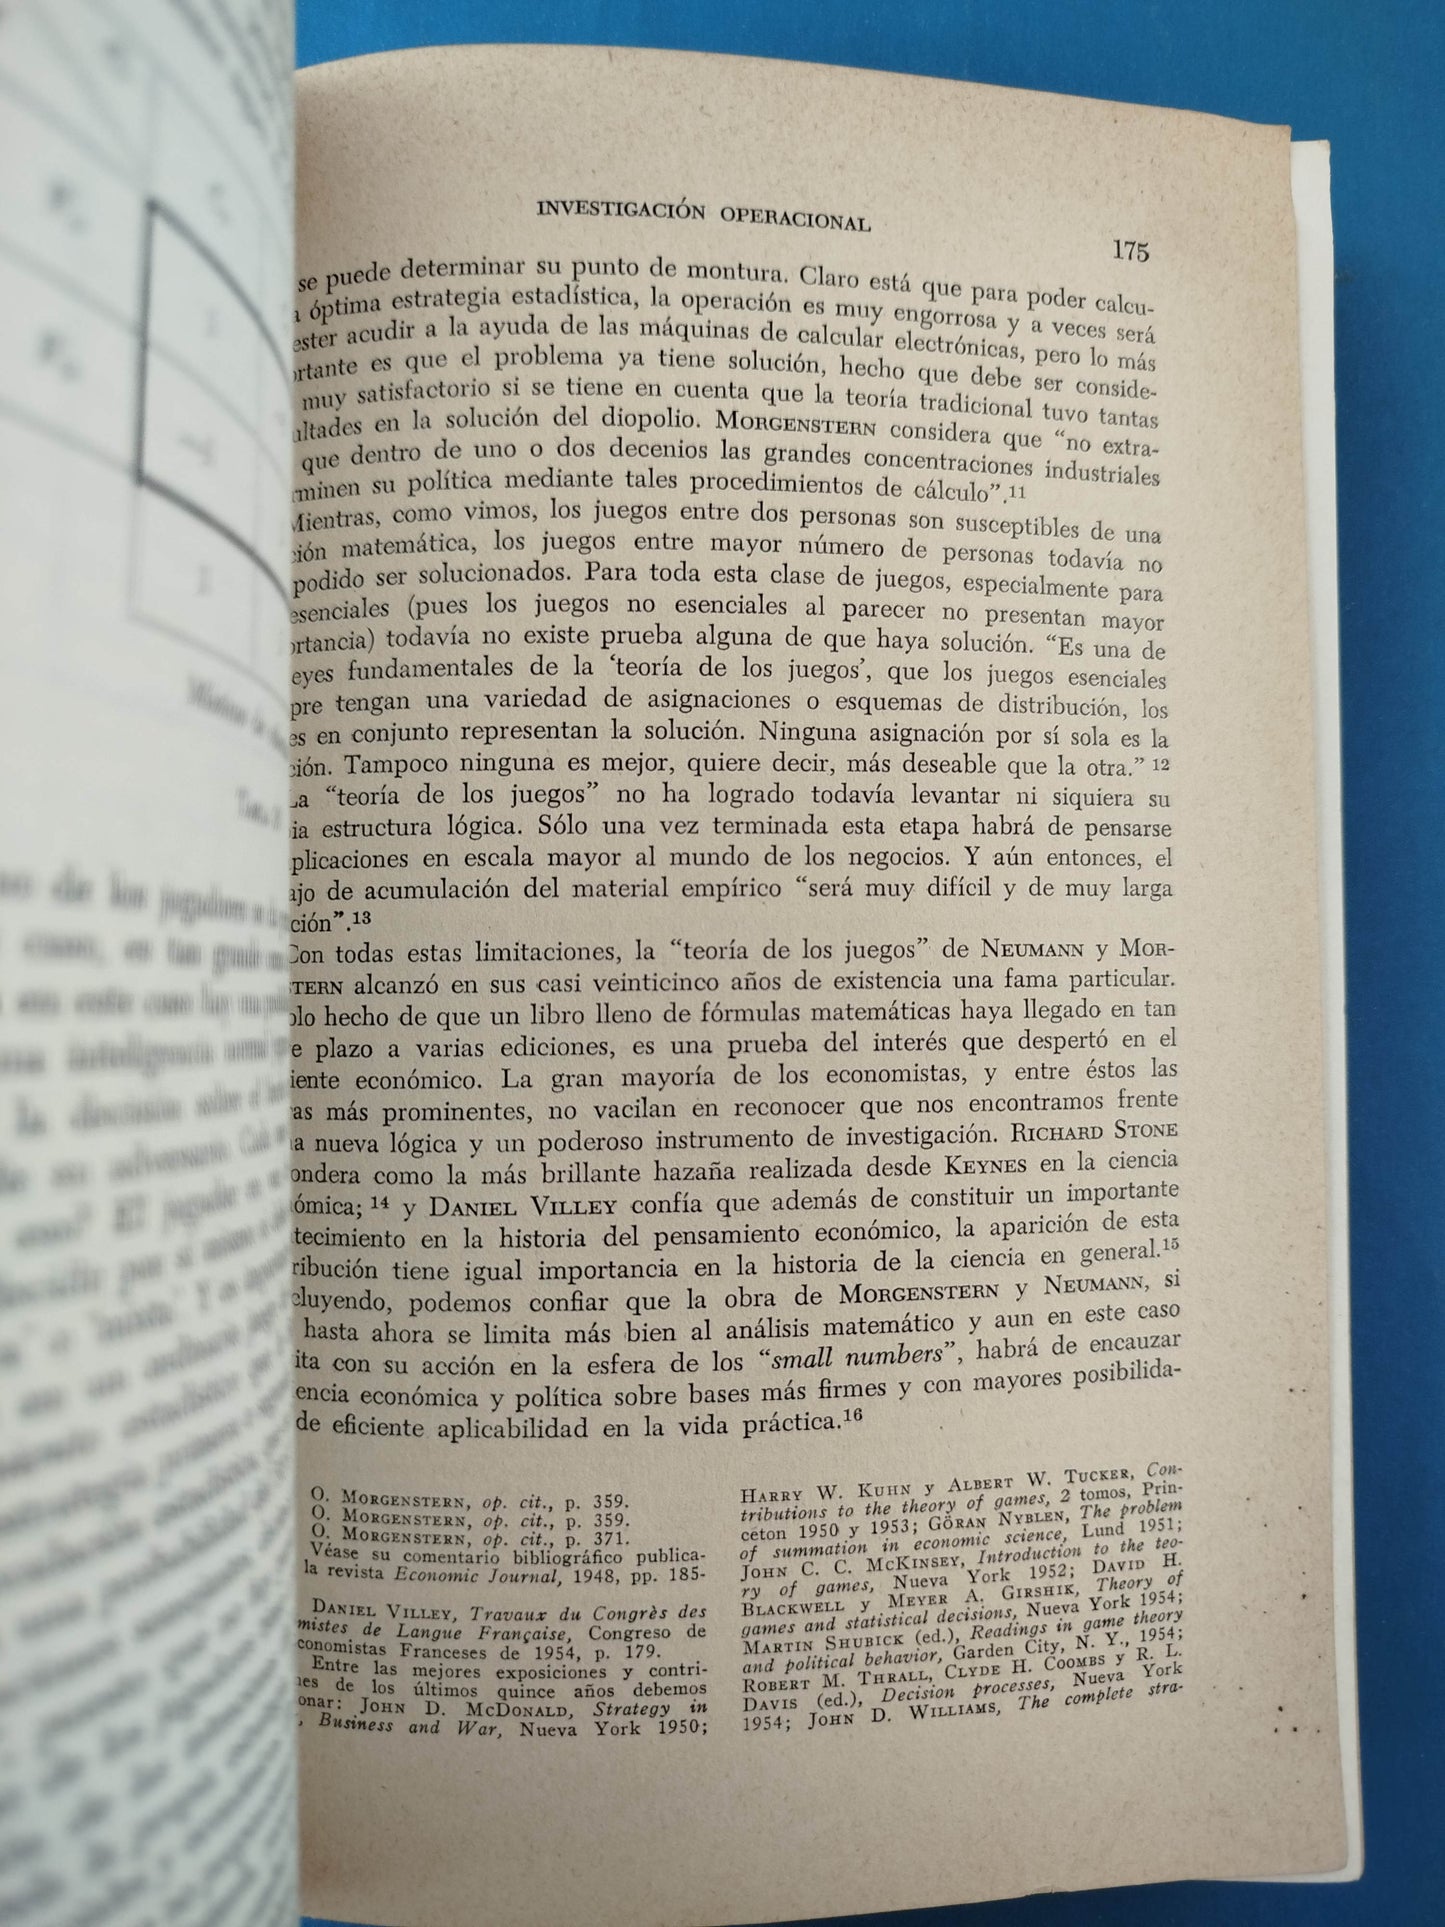 INVESTIGACIÓN OPERACIONAL
175
se puede determinar su punto de montura. Claro está que para poder calcu-
óptima estrategia estadística, la operación es muy engorrosa y a veces será
ester acudir a la ayuda de las máquinas de calcular electrónicas, pero lo más
rtante es que el problema ya tiene solución, hecho que debe ser conside-
muy satisfactorio si se tiene en cuenta que la teoría tradicional tuvo tantas
ultades en la solución del diopolio. MORGENSTERN considera que “no extra-
que dentro de uno o dos decenios las grandes concentraciones industriales
rminen su política mediante tales procedimientos de cálculo”.11
Mientras, como vimos, los juegos entre dos personas son susceptibles de una
ción matemática, los juegos entre mayor número de personas todavía no
podido ser solucionados. Para toda esta clase de juegos, especialmente para
esenciales (pues los juegos no esenciales al parecer no presentan mayor
ortancia) todavía no existe prueba alguna de que haya solución. “Es una de
eyes fundamentales de la ‘teoría de los juegos’, que los juegos esenciales
pre tengan una variedad de asignaciones o esquemas de distribución, los
es en conjunto representan la solución. Ninguna asignación por sí sola es la
ción. Tampoco ninguna es mejor, quiere decir, más deseable que la otra.” 12
La “teoría de los juegos” no ha logrado todavía levantar ni siquiera su
ia estructura lógica. Sólo una vez terminada esta etapa habrá de pensarse
plicaciones en escala mayor al mundo de los negocios. Y aún entonces, el
ajo de acumulación del material empírico “será muy difícil y de muy larga
ción”.13
Con todas estas limitaciones, la “teoría de los juegos” de NEUMANN y MOR-
STERN alcanzó en sus casi veinticinco años de existencia una fama particular.
olo hecho de que un libro lleno de fórmulas matemáticas haya llegado en tan
e plazo a varias ediciones, es una prueba del interés que despertó en el
iente económico. La gran mayoría de los economistas, y entre éstos las
ras más prominentes, no vacilan en reconocer que nos encontramos frente
na nueva lógica y un poderoso instrumento de investigación. RICHARD STONE
ondera como la más brillante hazaña realizada desde KEYNES en la ciencia
ómica; 14 y DANIEL VILLEY confía que además de constituir un importante
tecimiento en la historia del pensamiento económico, la aparición de esta
ribución tiene igual importancia en la historia de la ciencia en general.15
cluyendo, podemos confiar que la obra de MORGENSTERN y NEUMANN, si
hasta ahora se limita más bien al análisis matemático y aun en este caso
ita con su acción en la esfera de los “small numbers”, habrá de encauzar
encia económica y política sobre bases más firmes y con mayores posibilida-
de eficiente aplicabilidad en la vida práctica.16
O. MORGENSTERN, op. cit., p. 359.
O. MORGENSTERN, op. cit., p. 359.
O. MORGENSTERN, op. cit., p. 371.
Véase su comentario bibliográfico publica-
la revista Economic Journal, 1948, pp. 185-
DANIEL VILLEY, Travaux du Congrès des
mistes de Langue Française, Congreso de
conomistas Franceses de 1954, p. 179.
Entre las mejores exposiciones y contri-
nes de los últimos quince años debemos
onar: JOHN D. MCDONALD, Strategy in
, Business and War, Nueva York 1950;
HARRY W. KUHN y ALBERT W. TUCKER, Con-
tributions to the theory of games, 2 tomos, Prin-
ceton 1950 y 1953; GÖRAN NYBLEN, The problem
of summation in economic science, Lund 1951;
JOHN C. C. MCKINSEY, Introduction to the teo-
ry of games, Nueva York 1952; DAVID H.
BLACKWELL y MEYER A. GIRSHIK, Theory of
games and statistical decisions, Nueva York 1954;
MARTIN SHUBICK (ed.), Readings in game theory
and political behavior, Garden City, N. Y., 1954;
ROBERT M. THRALL, CLYDE H. COOMBS y R. L.
DAVIS (ed.), Decision processes, Nueva York
1954; JOHN D. WILLIAMS, The complete stra-